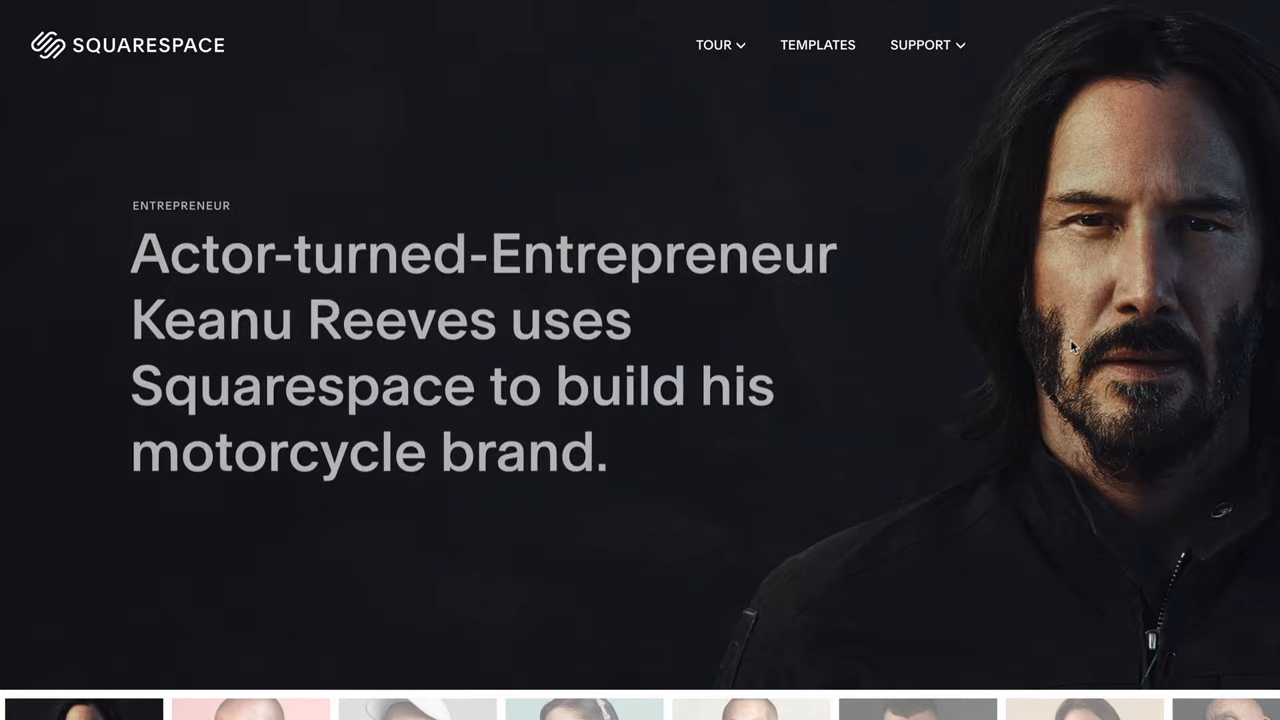 SQUARESPACE
TOUR
TEMPLATES
SUPPORT
ENTREPRENEUR
Actor-turned-Entrepreneur
Keanu Reeves uses
Squarespace to build his
motorcycle brand.